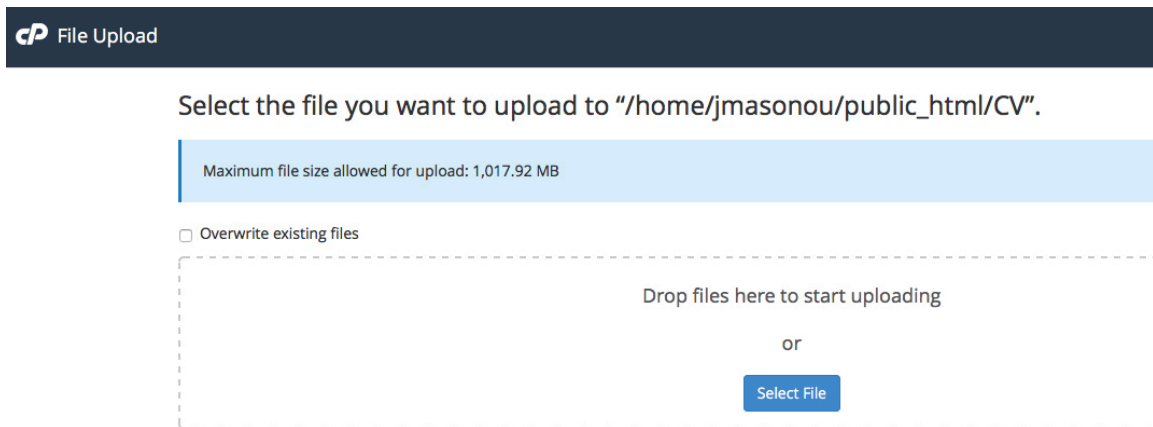 cP File Upload
Select the file you want to upload to “/home/jmasonou/public_html/CV”.
Maximum file size allowed for upload: 1,017.92 MB
Overwrite existing files
Drop files here to start uploading
or
Select File